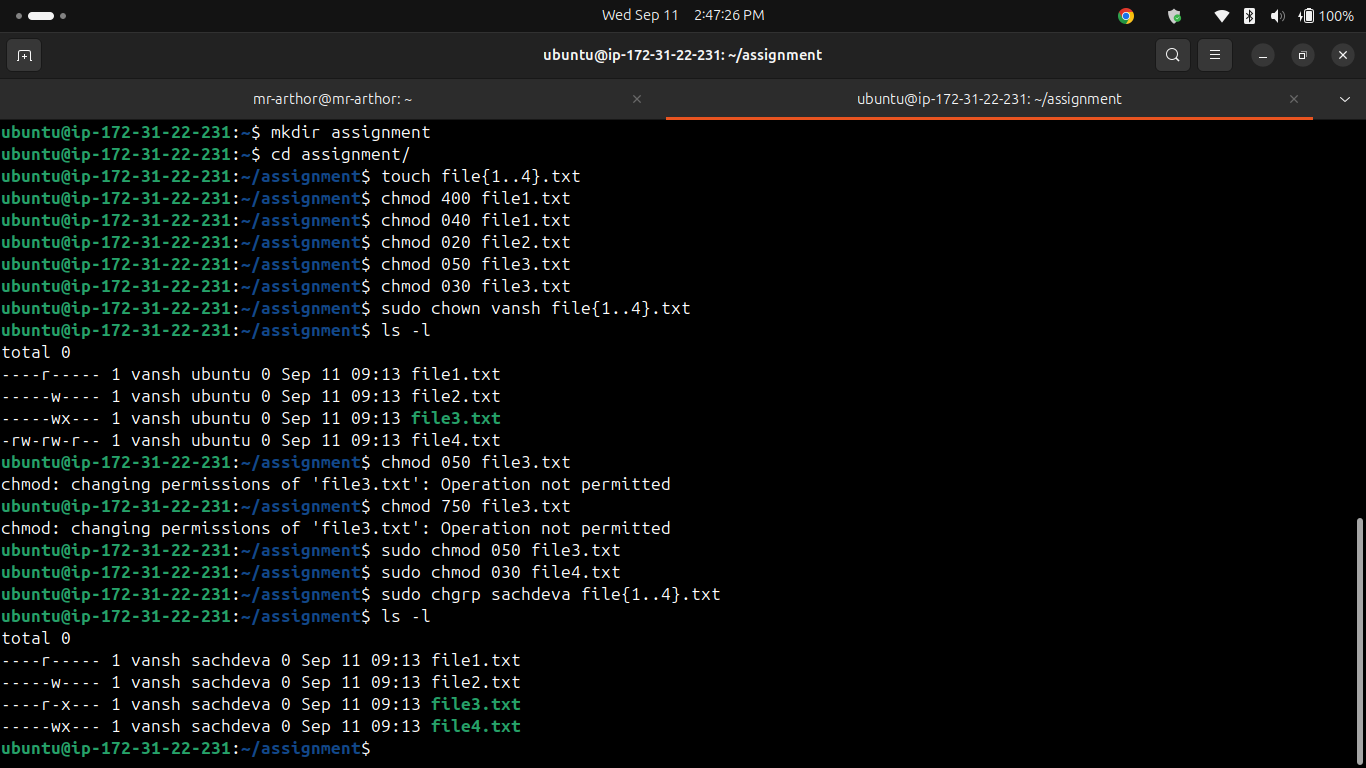 Wed Sep 11 2:47:26 PM
100%
ubuntu@ip-172-31-22-231: ~/assignment
mr-arthor@mr-arthor: ~
ubuntu@ip-172-31-22-231: ~/assignment
ubuntu@ip-172-31-22-231:~$ mkdir assignment
ubuntu@ip-172-31-22-231:~$ cd assignment/
ubuntu@ip-172-31-22-231:~/assignment$ touch file{1..4}.txt
ubuntu@ip-172-31-22-231:~/assignment$ chmod 400 file1.txt
ubuntu@ip-172-31-22-231:~/assignment$ chmod 040 file1.txt
ubuntu@ip-172-31-22-231:~/assignment$ chmod 020 file2.txt
ubuntu@ip-172-31-22-231:~/assignment$ chmod 050 file3.txt
ubuntu@ip-172-31-22-231:~/assignment$ chmod 030 file3.txt
ubuntu@ip-172-31-22-231:~/assignment$ sudo chown vansh file{1..4}.txt
ubuntu@ip-172-31-22-231:~/assignment$ ls -l
total 0
----r----- 1 vansh ubuntu 0 Sep 11 09:13 file1.txt
-----w---- 1 vansh ubuntu 0 Sep 11 09:13 file2.txt
-----wx--- 1 vansh ubuntu 0 Sep 11 09:13 file3.txt
-rw-rw-r-- 1 vansh ubuntu 0 Sep 11 09:13 file4.txt
ubuntu@ip-172-31-22-231:~/assignment$ chmod 050 file3.txt
chmod: changing permissions of 'file3.txt': Operation not permitted
ubuntu@ip-172-31-22-231:~/assignment$ chmod 750 file3.txt
chmod: changing permissions of 'file3.txt': Operation not permitted
ubuntu@ip-172-31-22-231:~/assignment$ sudo chmod 050 file3.txt
ubuntu@ip-172-31-22-231:~/assignment$ sudo chmod 030 file4.txt
ubuntu@ip-172-31-22-231:~/assignment$ sudo chgrp sachdeva file{1..4}.txt
ubuntu@ip-172-31-22-231:~/assignment$ ls -l
total 0
----r----- 1 vansh sachdeva 0 Sep 11 09:13 file1.txt
-----w---- 1 vansh sachdeva 0 Sep 11 09:13 file2.txt
----r-x--- 1 vansh sachdeva 0 Sep 11 09:13 file3.txt
-----wx--- 1 vansh sachdeva 0 Sep 11 09:13 file4.txt
ubuntu@ip-172-31-22-231:~/assignment$